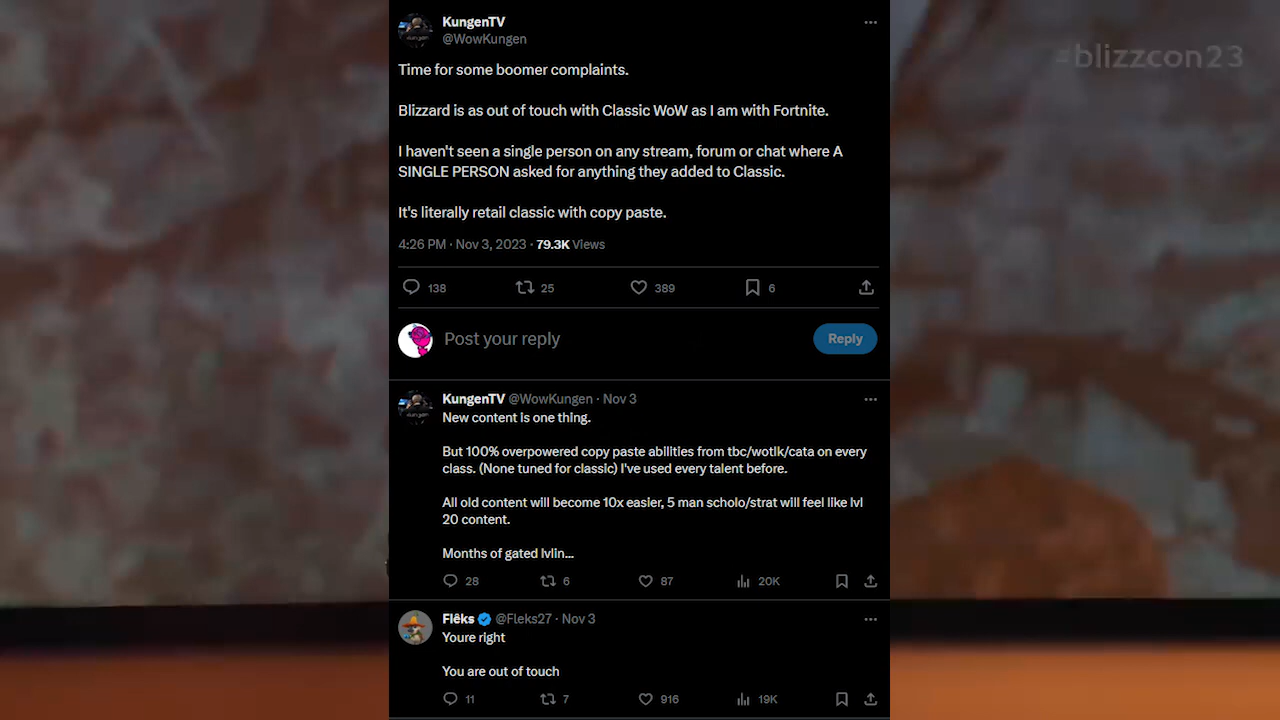 #blizzcon23
KungenTV
@WowKungen
Time for some boomer complaints.
Blizzard is as out of touch with Classic WoW as I am with Fortnite.
I haven't seen a single person on any stream, forum or chat where A
SINGLE PERSON asked for anything they added to Classic.
It's literally retail classic with copy paste.
4:26 PM · Nov 3, 2023 · 79.3K Views
138 25 389 6
Post your reply
Reply
KungenTV @WowKungen · Nov 3
New content is one thing.
But 100% overpowered copy paste abilities from tbc/wotlk/cata on every
class. (None tuned for classic) I've used every talent before.
All old content will become 10x easier, 5 man scholo/strat will feel like lvl
20 content.
Months of gated lvlin...
28 6 87 20K
Flêks @Fleks27 · Nov 3
Youre right
You are out of touch
11 7 916 19K